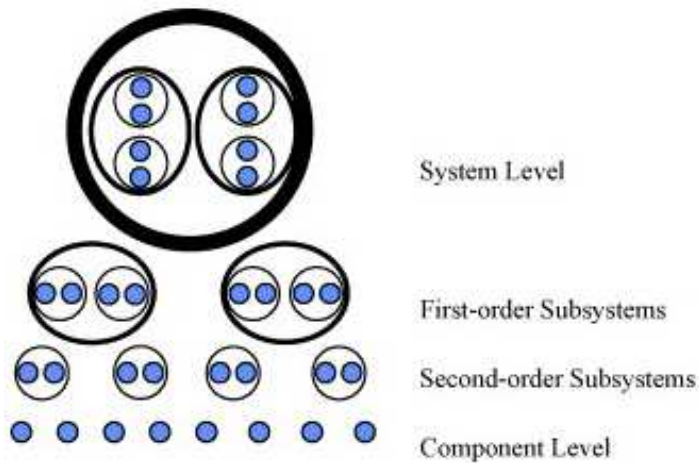 System Level
First-order Subsystems
Second-order Subsystems
Component Level